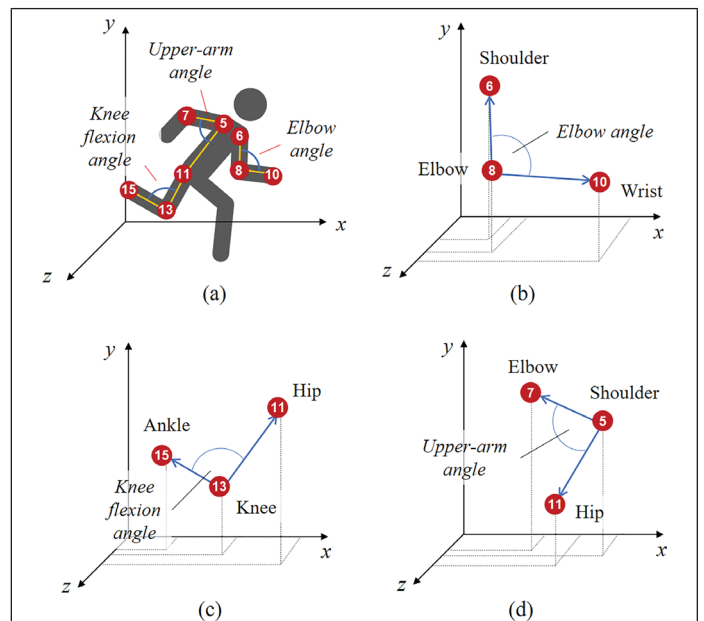 y
Upper-arm
angle
Knee
flexion
angle
Elbow
angle
7
5
6
8
10
11
15
13
x
z
(a)
y
Shoulder
6
Elbow angle
Elbow
8
10
Wrist
x
z
(b)
y
Hip
11
Ankle
15
13
Knee
flexion
angle
Knee
x
z
(c)
y
Elbow
7
Shoulder
5
Upper-arm
angle
11
Hip
x
z
(d)